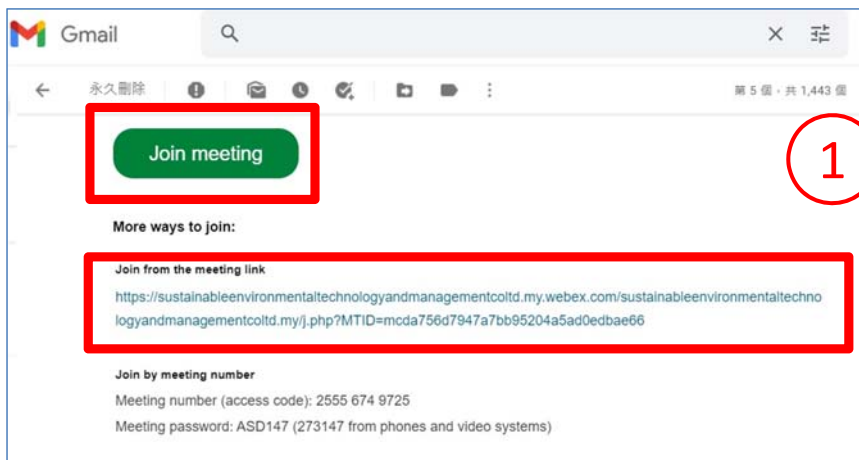 Gmail
永久刪除
第 5 個，共 1,443 個
Join meeting
1
More ways to join:
Join from the meeting link
https://sustainableenvironmentaltechnologyandmanagementcoltd.my.webex.com/sustainableenvironmentaltechno
logyandmanagementcoltd.my/j.php?MTID=mcda756d7947a7bb95204a5ad0edbae66
Join by meeting number
Meeting number (access code): 2555 674 9725
Meeting password: ASD147 (273147 from phones and video systems)